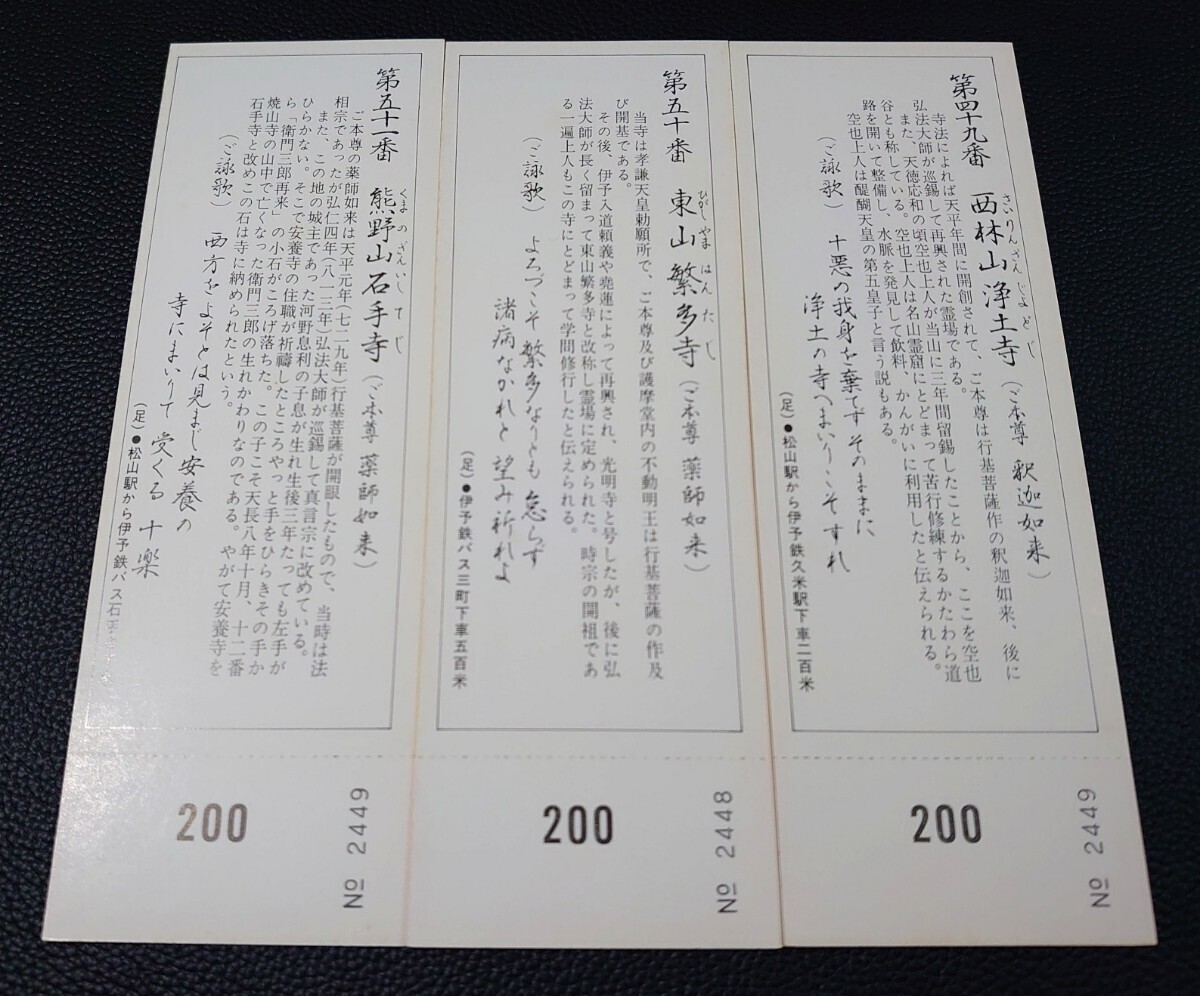 第四十九番 西林山浄土寺(ご本尊 釈迦如来)
さいりんざんじょどじ
寺法によれば天平年間に開創されて、ご本尊は行基菩薩作の釈迦如来、後に
弘法大師が巡錫して再興された霊場である。
また、天徳応和の頃空也上人が当山に三年間留錫したことから、ここを空也
谷とも称している。空也上人は名山霊窟にとどまって苦行修練するかたわら道
路を開いて整備し、水脈を発見して飲料、かんがいに利用したと伝えられる。
空也上人は醍醐天皇の第五皇子と言う説もある。
(ご詠歌) 十悪の我身を棄てずそのままに
浄土の寺へまいりこそすれ
(足)●松山駅から伊予鉄久米駅下車二百米
200
No 2449
第五十番 東山繁多寺(ご本尊 薬師如来)
ひがしやまはんたじ
当寺は孝謙天皇勅願所で、ご本尊及び護摩堂内の不動明王は行基菩薩の作及
び開基である。
その後、伊予入道頼義や堯蓮によって再興され、光明寺と号したが、後に弘
法大師が長く留まって東山繁多寺と改称し霊場に定められた。時宗の開祖であ
る一遍上人もこの寺にとどまって学問修行したと伝えられる。
(ご詠歌) よろづこそ繁多なりとも怠らず
諸病なかれと望み祈れよ
(足)●伊予鉄バス三町下車五百米
200
No 2448
第五十一番 熊野山石手寺(ご本尊 薬師如来)
くまのざんいしてじ
ご本尊の薬師如来は天平元年(七二九年)行基菩薩が開眼したもので、当時は法
相宗であったが弘仁四年(八一三年)弘法大師が巡錫して真言宗に改めている。
また、この地の城主であった河野息利の子息が生れ生後三年たっても左手が
ひらかない。そこで安養寺の住職が祈祷したところやっと手をひらきその手か
ら「衛門三郎再来」の小石がころげ落ちた。この子こそ天長八年十月、十二番
焼山寺の山中で亡くなった衛門三郎の生れかわりなのである。やがて安養寺を
石手寺と改めこの石は寺に納められたという。
(ご詠歌) 西方をよそとは見まじ安養の
寺にまいりて受くる十楽
(足)●松山駅から伊予鉄バス石手
200
No 2449